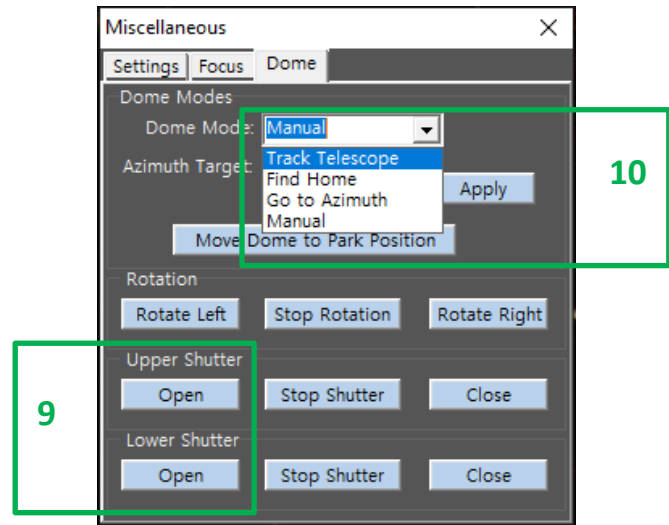 Miscellaneous
Settings Focus Dome
Dome Modes
Dome Mode: Manual
Track Telescope
Azimuth Target:
Find Home
Go to Azimuth
Apply
Manual
Move Dome to Park Position
10
Rotation
Rotate Left Stop Rotation Rotate Right
Upper Shutter
Open Stop Shutter Close
9
Lower Shutter
Open Stop Shutter Close